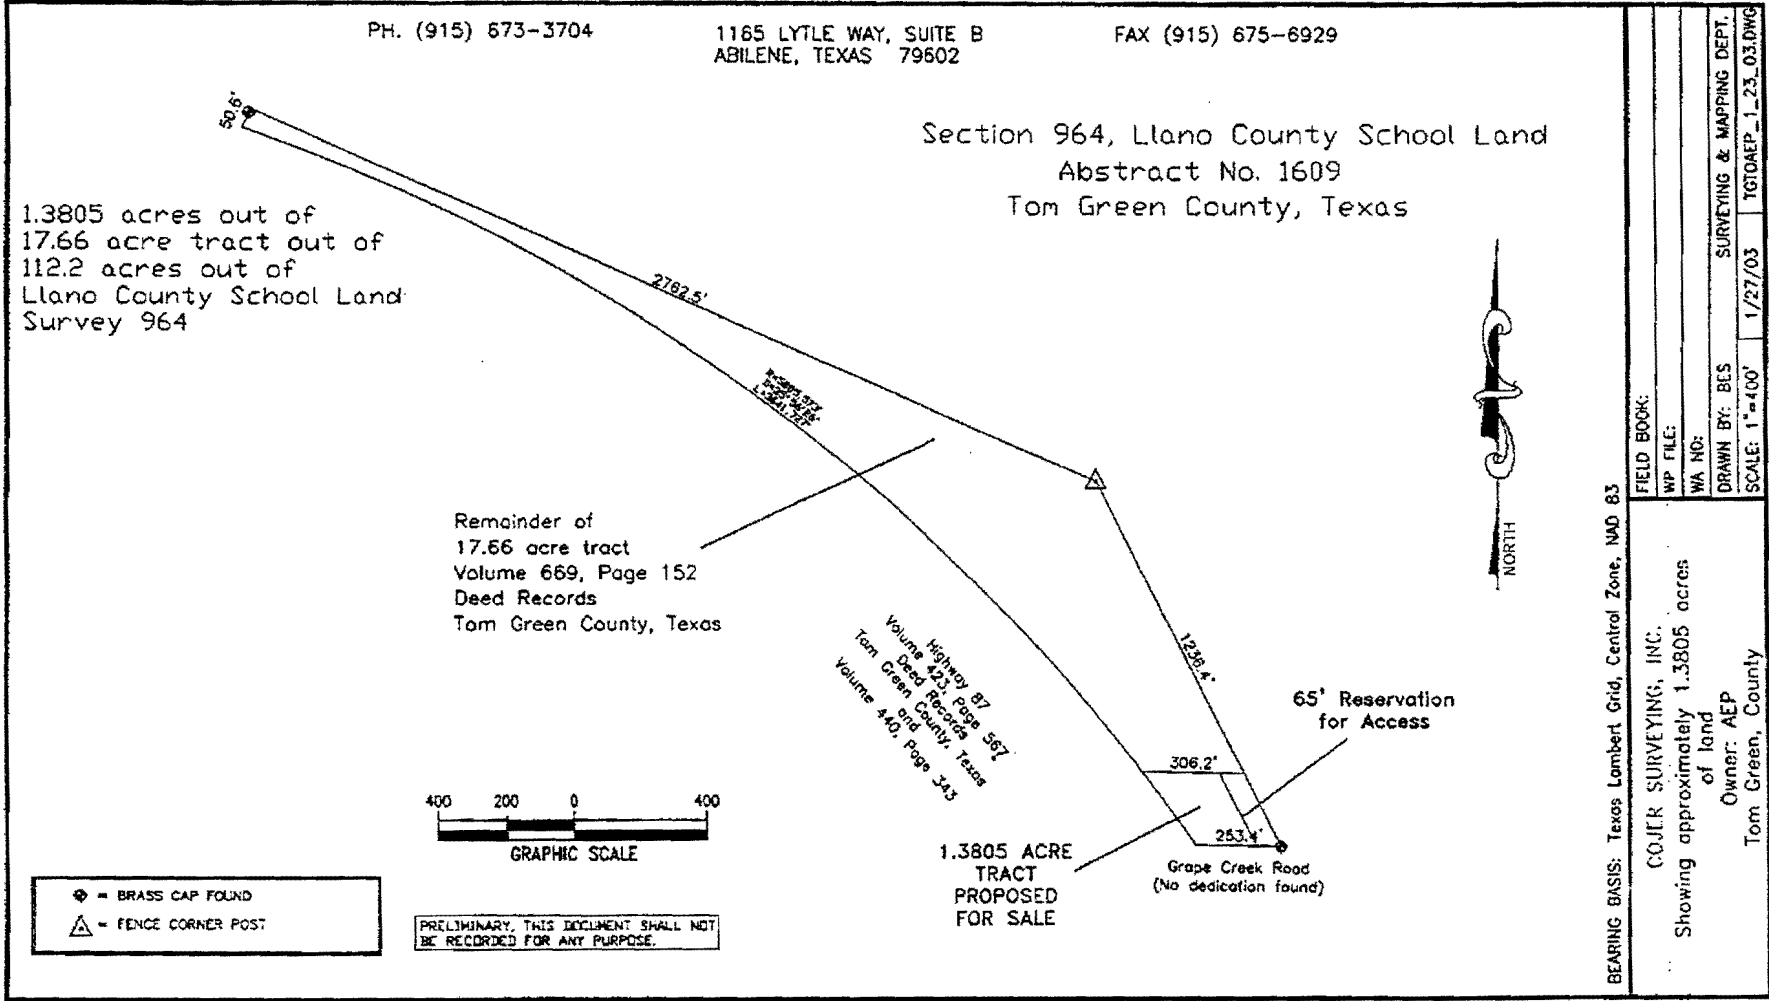 PH. (915) 673-3704
1165 LYTLE WAY, SUITE B
ABILENE, TEXAS 79602
FAX (915) 675-6929
Section 964, Llano County School Land
Abstract No. 1609
Tom Green County, Texas
50.6'
1.3805 acres out of
17.66 acre tract out of
112.2 acres out of
Llano County School Land
Survey 964
2762.5'
Remainder of
17.66 acre tract
Volume 669, Page 152
Deed Records
Tom Green County, Texas
Highway 87
Volume 423, Page 567
Deed Records
Tom Green County, Texas
and
Volume 440, Page 343
1236.4'
65' Reservation
for Access
306.2'
253.4'
1.3805 ACRE
TRACT
PROPOSED
FOR SALE
Grape Creek Road
(No dedication found)
NORTH
400 200 0 400
GRAPHIC SCALE
= BRASS CAP FOUND
= FENCE CORNER POST
PRELIMINARY, THIS DOCUMENT SHALL NOT
BE RECORDED FOR ANY PURPOSE.
BEARING BASIS: Texas Lambert Grid, Central Zone, NAD 83
FIELD BOOK:
WP FILE:
WA NO:
DRAWN BY: BES SURVEYING & MAPPING DEPT.
SCALE: 1"=400' 1/27/03 TGTOAEP_1_23_03.DWG
SURVEYING, INC.
Showing approximately 1.3805 acres
of land
Owner: AEP
Tom Green, County